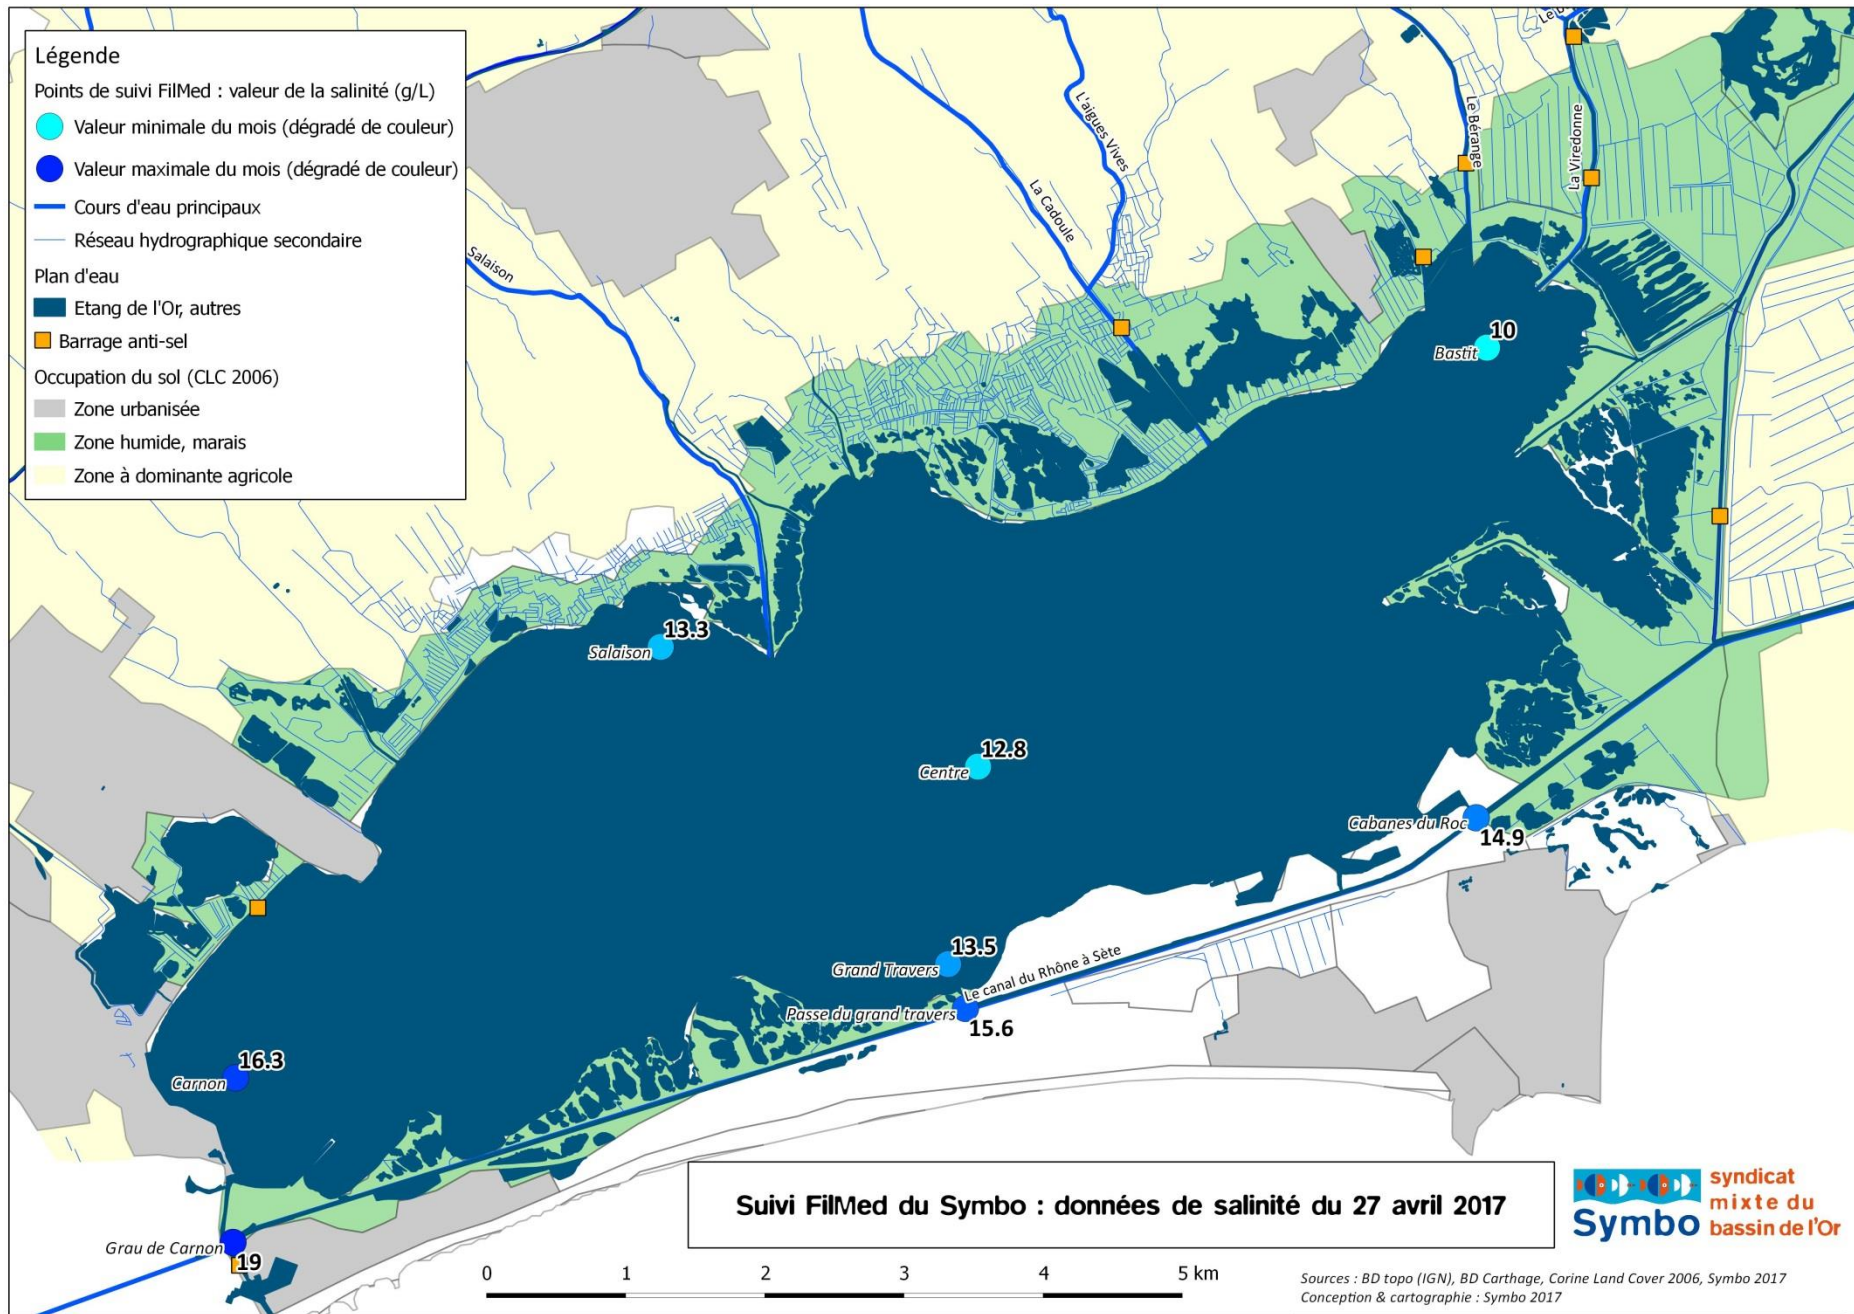 Légende
Points de suivi FilMed : valeur de la salinité (g/L)
Valeur minimale du mois (dégradé de couleur)
Valeur maximale du mois (dégradé de couleur)
Cours d'eau principaux
Réseau hydrographique secondaire
Plan d'eau
Etang de l'Or, autres
Barrage anti-sel
Occupation du sol (CLC 2006)
Zone urbanisée
Zone humide, marais
Zone à dominante agricole
Salaison
La Cadoule
L'aigues Vives
Le Bérange
La Viredonne
10
Bastit
13.3
Salaison
12.8
Centre
Cabanes du Roc
14.9
13.5
Grand Travers
Le canal du Rhône à Sète
Passe du grand travers
15.6
16.3
Carnon
Grau de Carnon
19
Suivi FilMed du Symbo : données de salinité du 27 avril 2017
Symbo
syndicat
mixte du
bassin de l'Or
0 1 2 3 4 5 km
Sources : BD topo (IGN), BD Carthage, Corine Land Cover 2006, Symbo 2017
Conception & cartographie : Symbo 2017